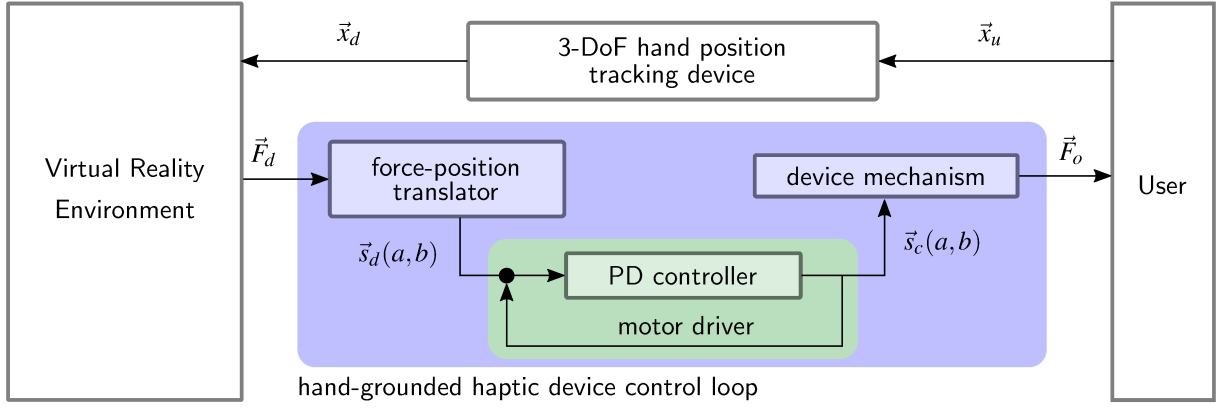 x⃗_d
3-DoF hand position
tracking device
x⃗_u
Virtual Reality
Environment
F⃗_d
force-position
translator
device mechanism
F⃗_o
User
s⃗_d(a,b)
s⃗_c(a,b)
PD controller
motor driver
hand-grounded haptic device control loop